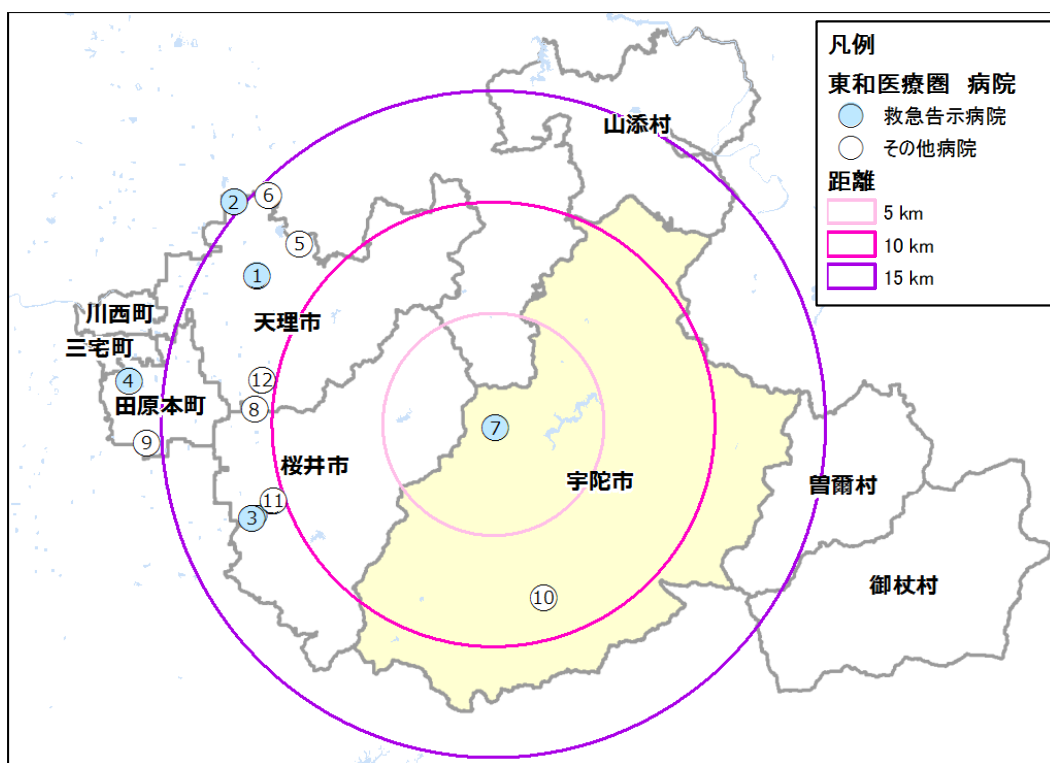 凡例
東和医療圏 病院
救急告示病院
その他病院
距離
5 km
10 km
15 km
山添村
2
6
5
1
川西町
天理市
三宅町
4
12
田原本町
8
7
9
桜井市
宇陀市
曽爾村
11
3
10
御杖村